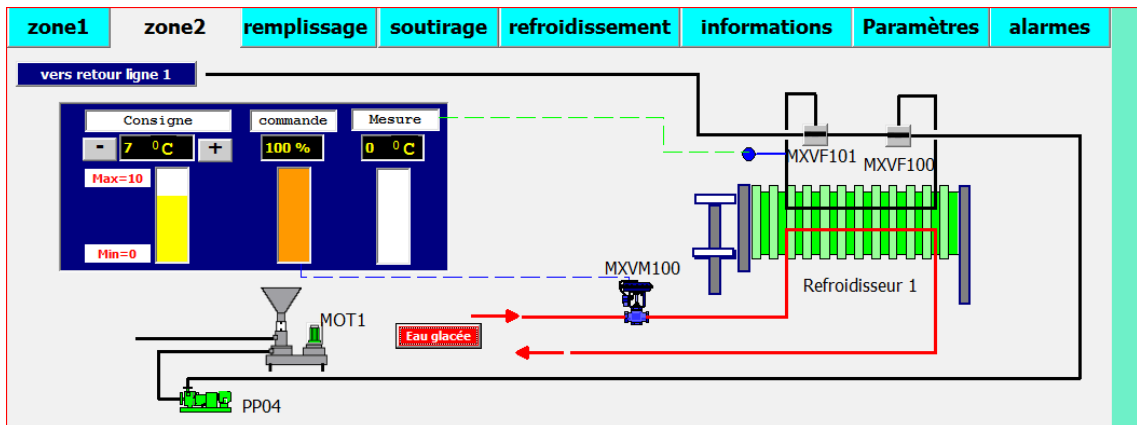 zone1 zone2 remplissage soutirage refroidissement informations Paramètres alarmes
vers retour ligne 1
Consigne commande Mesure
- 7 °C + 100 % 0 °C
Max=10
Min=0
MXVF101
MXVF100
MXVM100
Refroidisseur 1
MOT1
Eau glacée
PP04